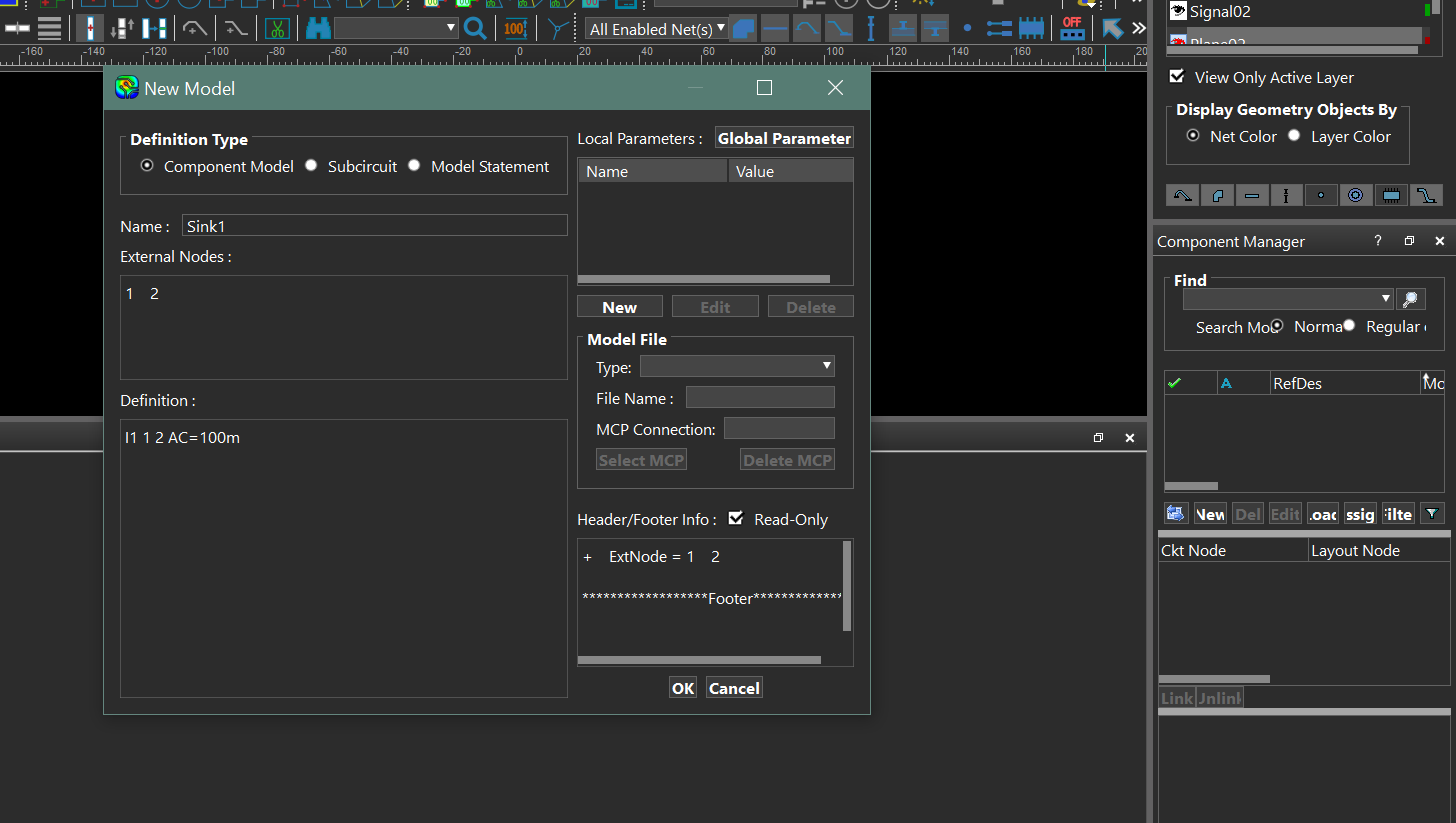 100
All Enabled Net(s)
OFF
-160 -140 -120 -100 -80 -60 -40 -20 0 20 40 60 80 100 120 140 160 180
New Model
Definition Type
Component Model Subcircuit Model Statement
Name : Sink1
External Nodes :
1 2
Definition :
I1 1 2 AC=100m
Local Parameters : Global Parameter
Name Value
New Edit Delete
Model File
Type:
File Name :
MCP Connection:
Select MCP Delete MCP
Header/Footer Info : Read-Only
+ ExtNode = 1 2
******************Footer*************
OK Cancel
Signal02
View Only Active Layer
Display Geometry Objects By
Net Color Layer Color
Component Manager ?
Find
Search Mod Norma Regular
A RefDes Mo
New Del Edit .oad ssig ilte
Ckt Node Layout Node
Link Jnlink